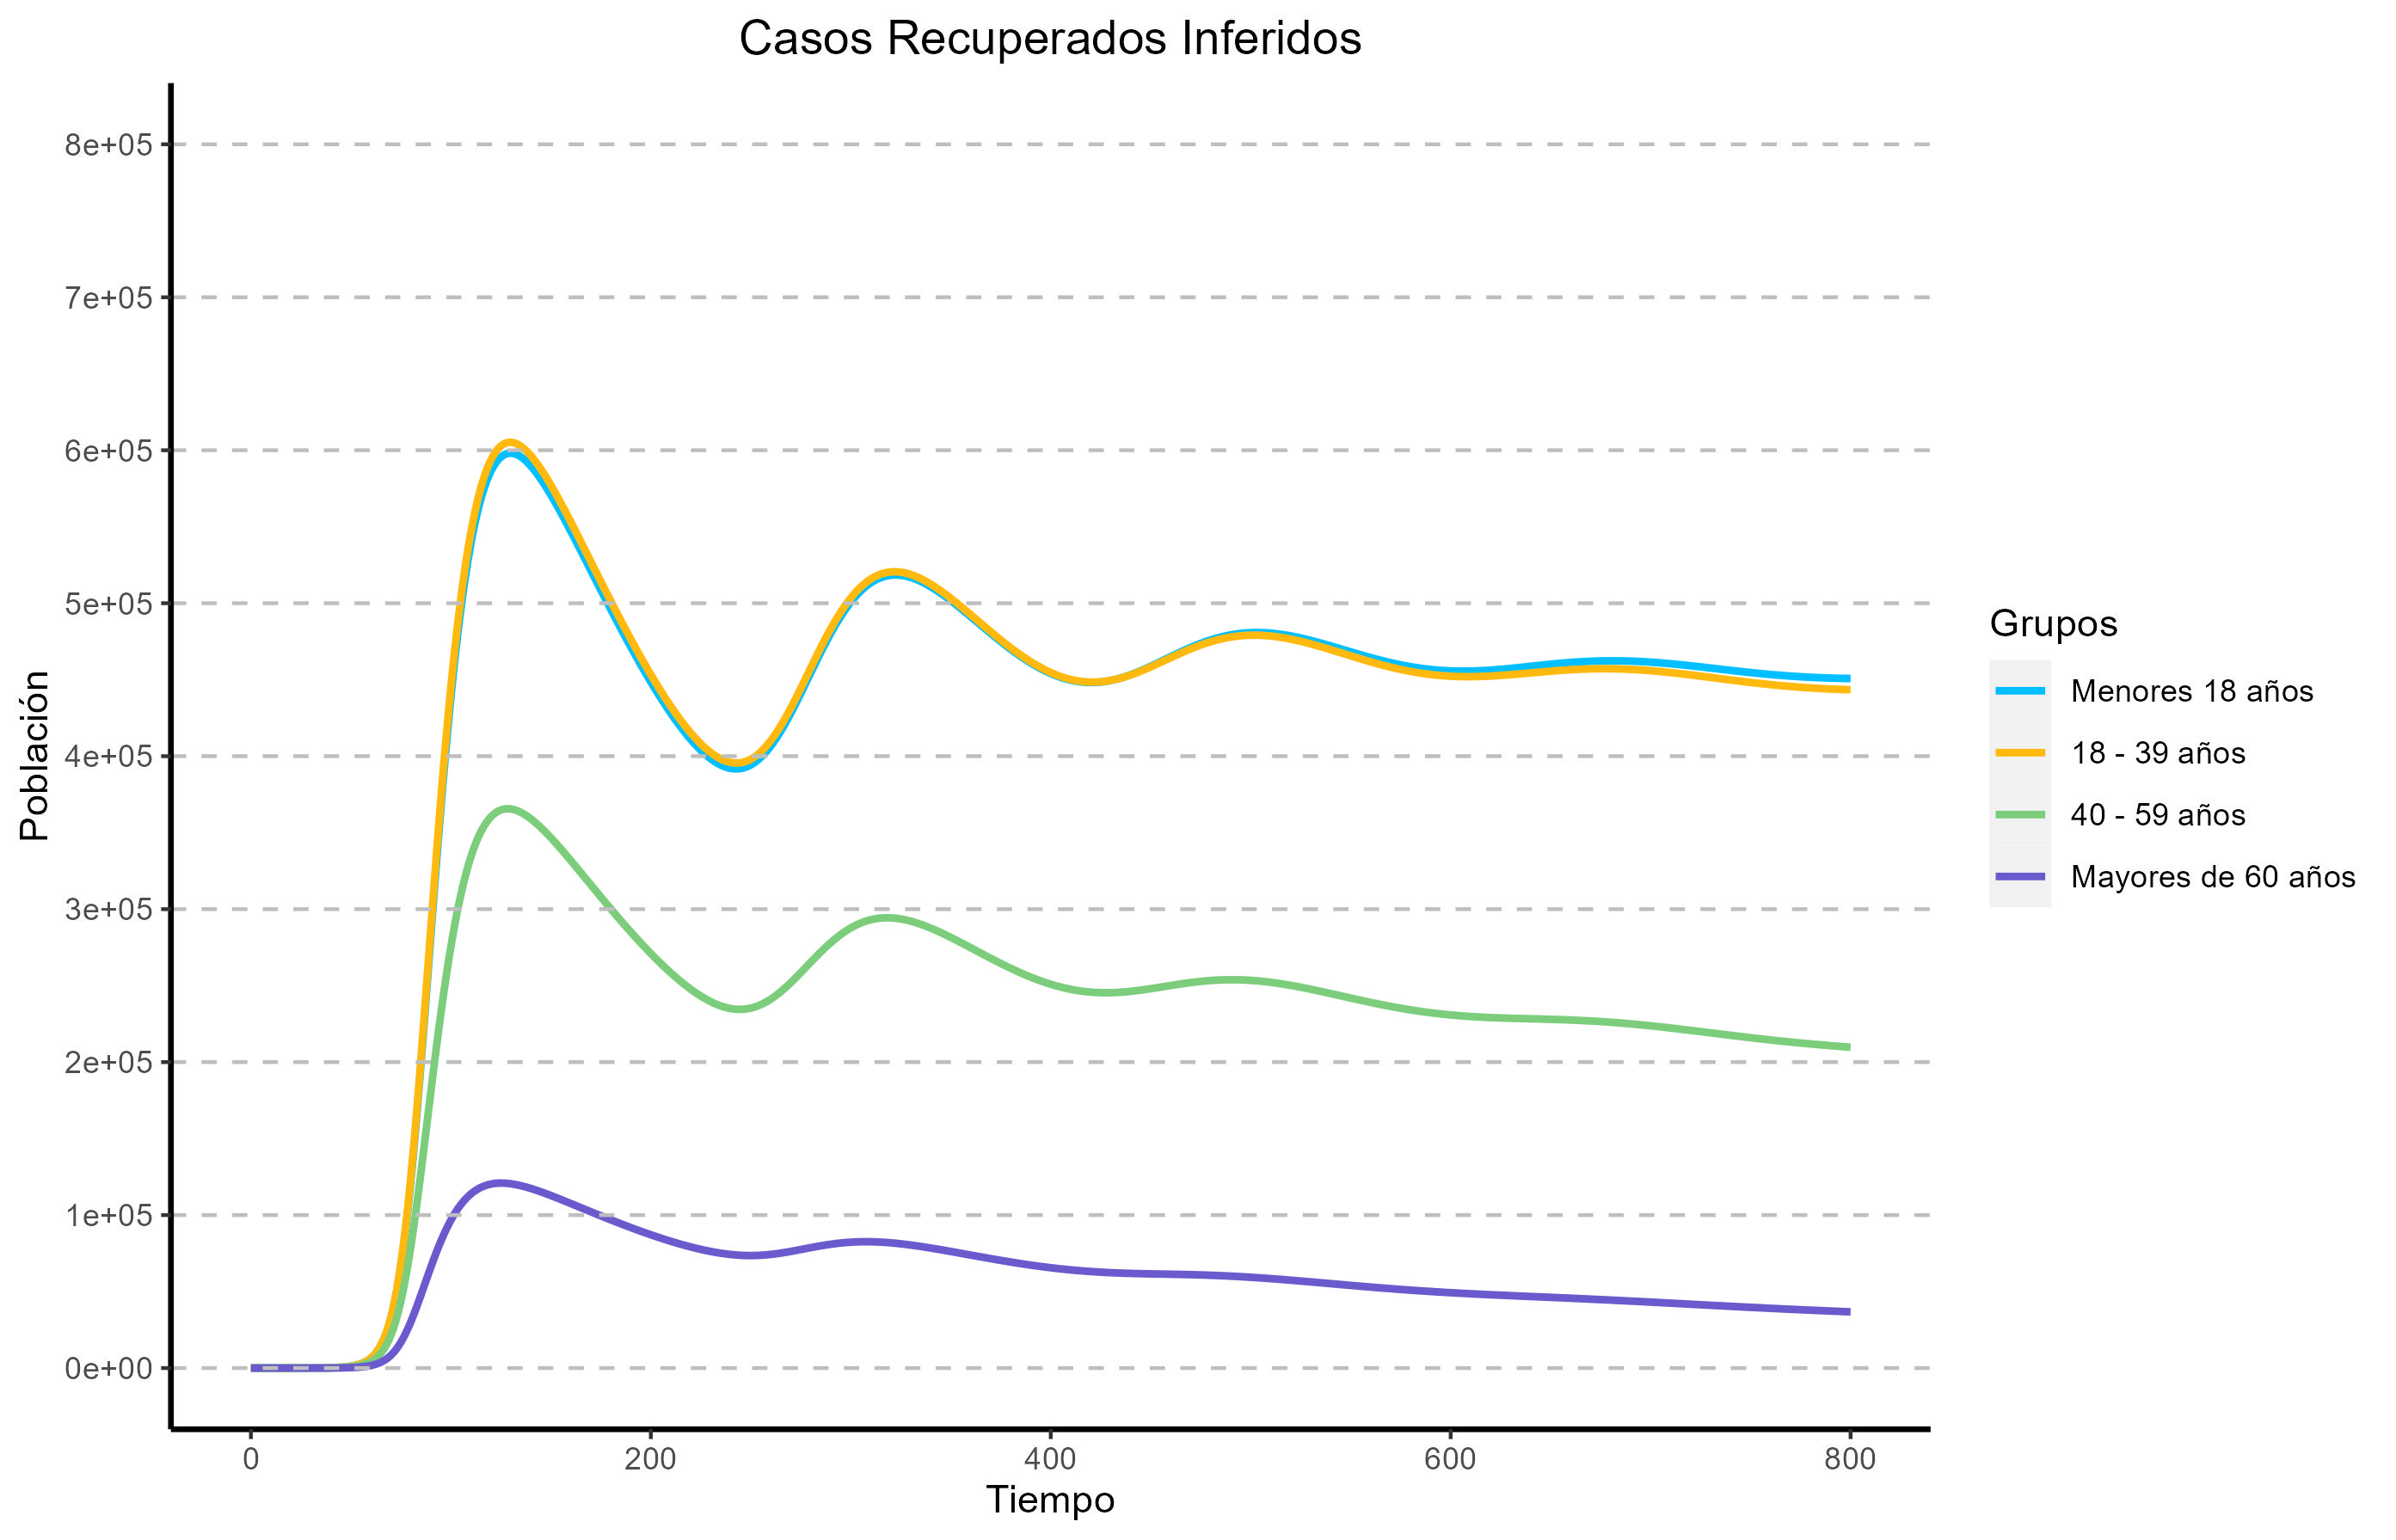 Casos Recuperados Inferidos
8e+05
7e+05
6e+05
5e+05
4e+05
3e+05
2e+05
1e+05
0e+00
Población
0 200 400 600 800
Tiempo
Grupos
Menores 18 años
18 - 39 años
40 - 59 años
Mayores de 60 años